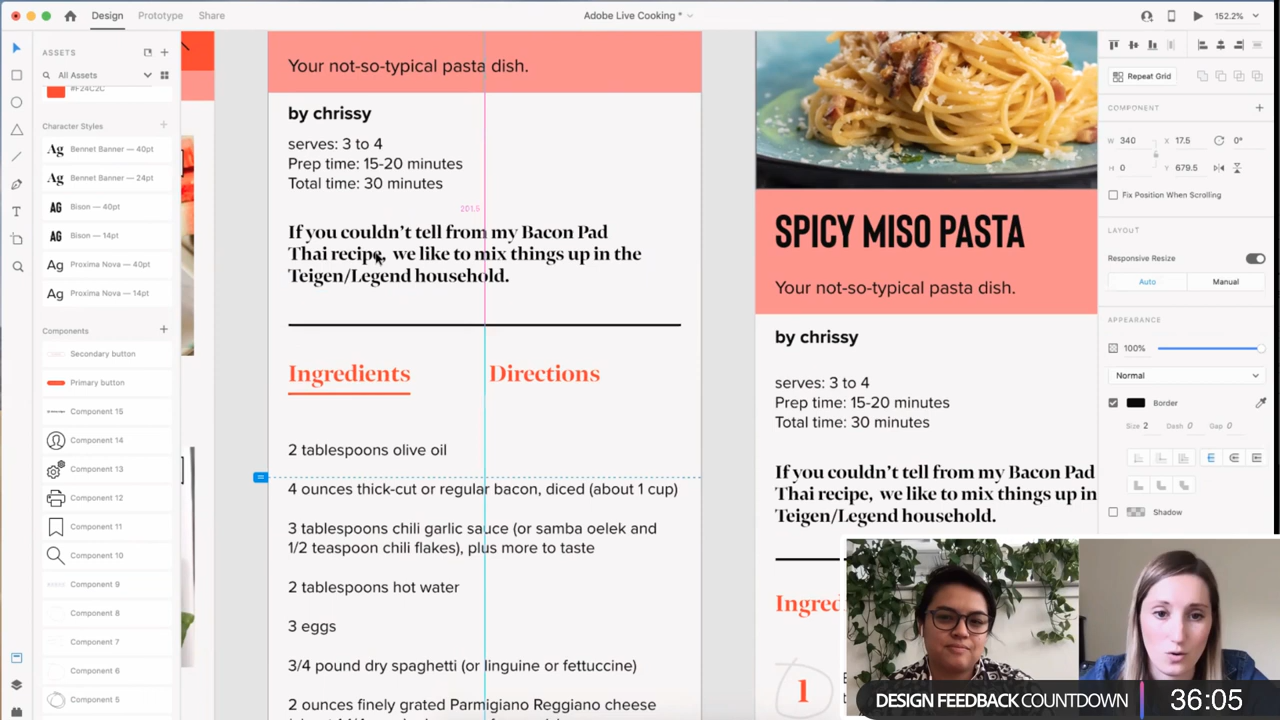 Design Prototype Share
Adobe Live Cooking *
152.2%
ASSETS
All Assets
#F24C2C
Character Styles
Ag Bennet Banner — 40pt
Ag Bennet Banner — 24pt
AG Bison — 40pt
AG Bison — 14pt
Ag Proxima Nova — 40pt
Ag Proxima Nova — 14pt
Components
Secondary button
Primary button
Component 15
Component 14
Component 13
Component 12
Component 11
Component 10
Component 9
Component 8
Component 7
Component 6
Component 5
Your not-so-typical pasta dish.
by chrissy
serves: 3 to 4
Prep time: 15-20 minutes
Total time: 30 minutes
201.5
If you couldn't tell from my Bacon Pad
Thai recipe, we like to mix things up in the
Teigen/Legend household.
Ingredients Directions
2 tablespoons olive oil
4 ounces thick-cut or regular bacon, diced (about 1 cup)
3 tablespoons chili garlic sauce (or samba oelek and
1/2 teaspoon chili flakes), plus more to taste
2 tablespoons hot water
3 eggs
3/4 pound dry spaghetti (or linguine or fettuccine)
2 ounces finely grated Parmigiano Reggiano cheese
SPICY MISO PASTA
Your not-so-typical pasta dish.
by chrissy
serves: 3 to 4
Prep time: 15-20 minutes
Total time: 30 minutes
If you couldn't tell from my Bacon Pad
Thai recipe, we like to mix things up in
Teigen/Legend household.
Ingred
1
Repeat Grid
COMPONENT
W 340 X 17.5 0°
H 0 Y 679.5
Fix Position When Scrolling
LAYOUT
Responsive Resize
Auto Manual
APPEARANCE
100%
Normal
Border
Size 2 Dash 0 Gap 0
Shadow
DESIGN FEEDBACK COUNTDOWN 36:05